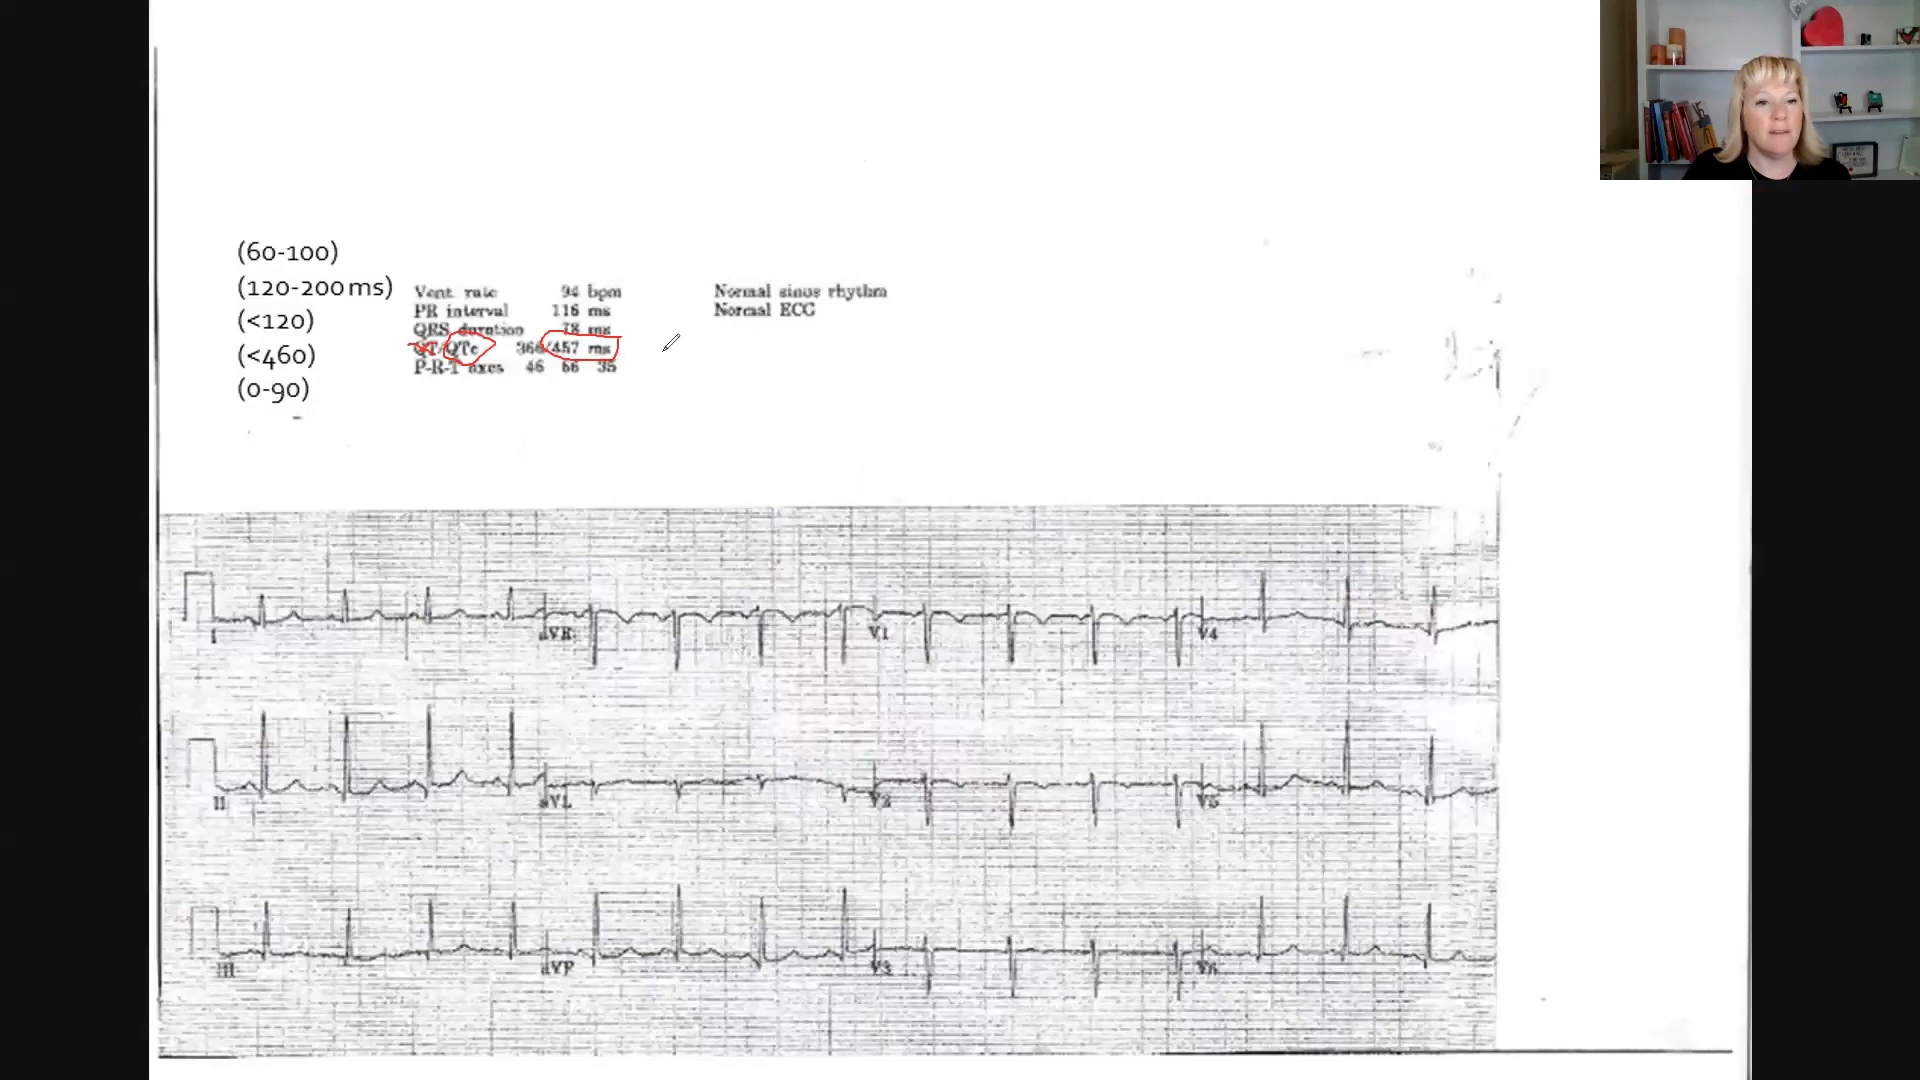 (60-100)
(120-200 ms)
(<120)
(<460)
(0-90)
Vent. rate 94 bpm
PR interval 116 ms
QRS duration 78 ms
QT/QTc 366/457 ms
P-R-T axes 46 66 35
Normal sinus rhythm
Normal ECG
I aVR V1 V4
II aVL V2 V5
III aVF V3 V6